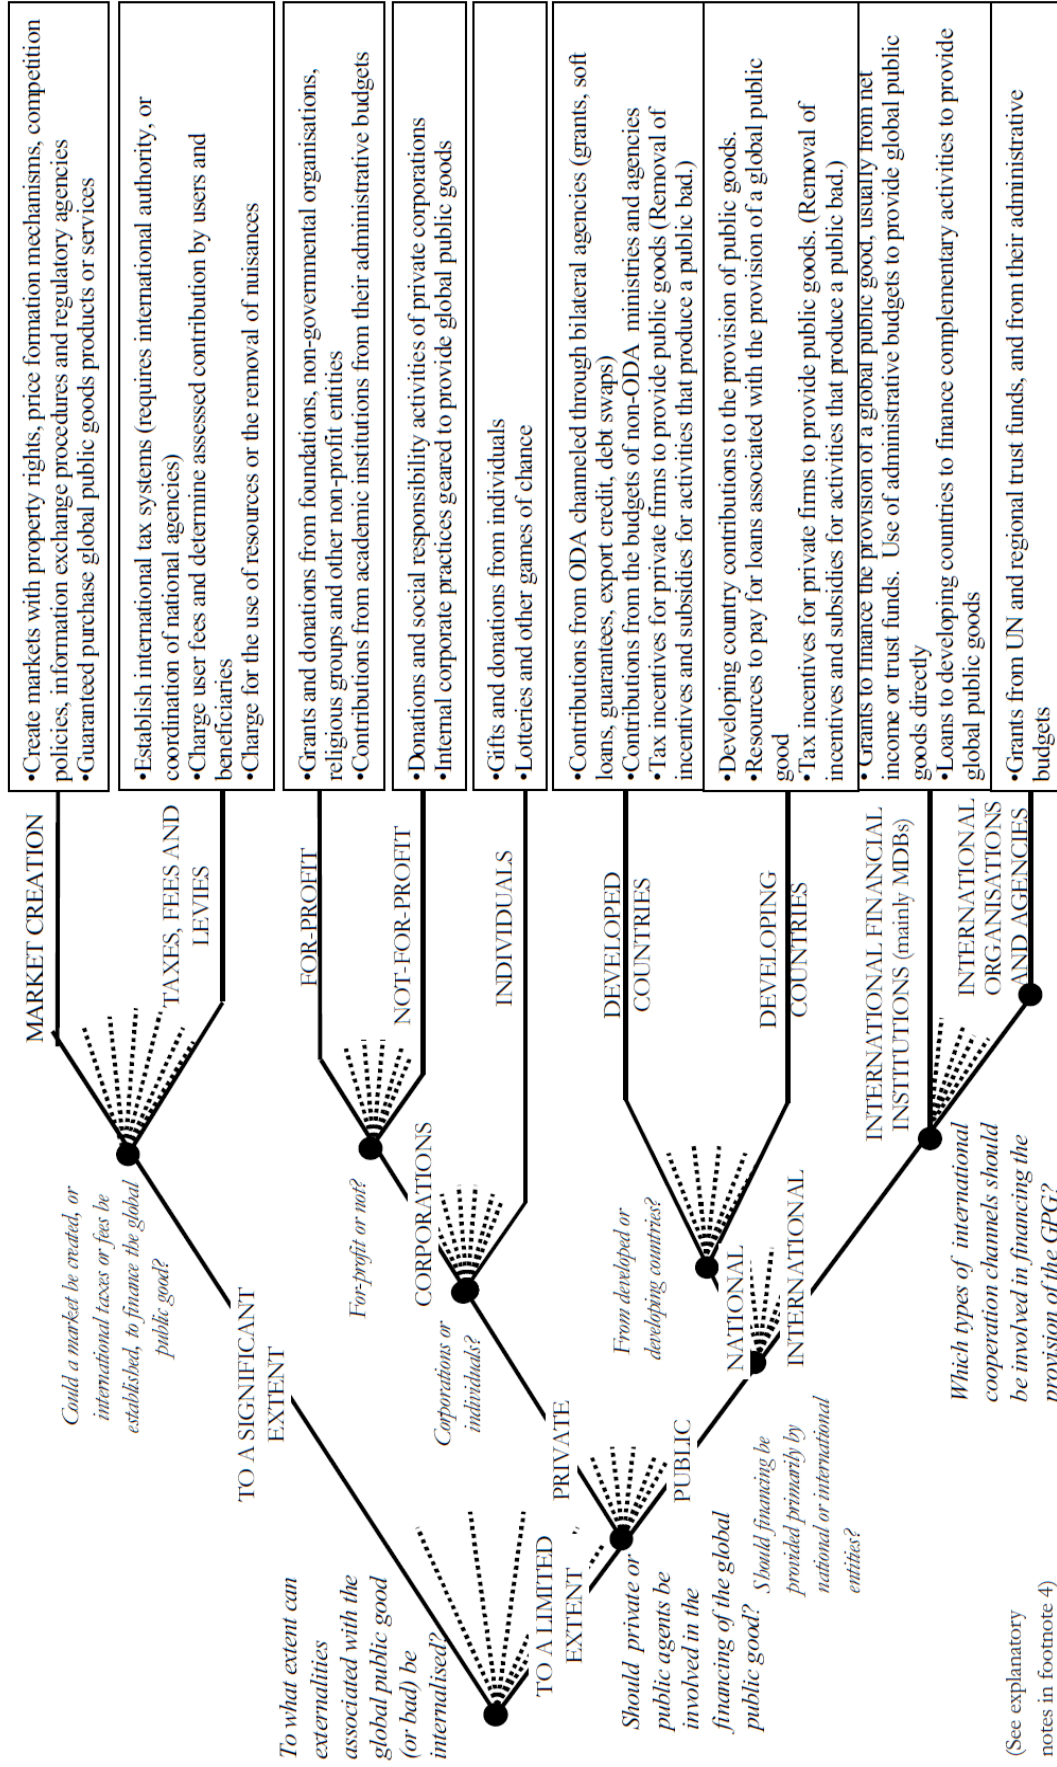 To what extent can
externalities
associated with the
global public good
(or bad) be
internalised?
TO A SIGNIFICANT
EXTENT
TO A LIMITED
EXTENT
Could a market be created, or
international taxes or fees be
established, to finance the global
public good?
MARKET CREATION
•Create markets with property rights, price formation mechanisms, competition
policies, information exchange procedures and regulatory agencies
•Guaranteed purchase global public goods products or services
TAXES, FEES AND
LEVIES
•Establish international tax systems (requires international authority, or
coordination of national agencies)
•Charge user fees and determine assessed contribution by users and
beneficiaries
•Charge for the use of resources or the removal of nuisances
Should private or
public agents be
involved in the
financing of the global
public good?
PRIVATE
PUBLIC
Corporations or
individuals?
CORPORATIONS
For-profit or not?
FOR-PROFIT
•Grants and donations from foundations, non-governmental organisations,
religious groups and other non-profit entities
•Contributions from academic institutions from their administrative budgets
NOT-FOR-PROFIT
•Donations and social responsibility activities of private corporations
•Internal corporate practices geared to provide global public goods
INDIVIDUALS
•Gifts and donations from individuals
•Lotteries and other games of chance
Should financing be
provided primarily by
national or international
entities?
NATIONAL
INTERNATIONAL
From developed or
developing countries?
DEVELOPED
COUNTRIES
•Contributions from ODA channeled through bilateral agencies (grants, soft
loans, guarantees, export credit, debt swaps)
•Contributions from the budgets of non-ODA ministries and agencies
•Tax incentives for private firms to provide public goods (Removal of
incentives and subsidies for activities that produce a public bad.)
DEVELOPING
COUNTRIES
•Developing country contributions to the provision of public goods.
•Resources to pay for loans associated with the provision of a global public
good
•Tax incentives for private firms to provide public goods. (Removal of
incentives and subsidies for activities that produce a public bad.)
Which types of international
cooperation channels should
be involved in financing the
provision of the GPG?
INTERNATIONAL FINANCIAL
INSTITUTIONS (mainly MDBs)
• Grants to finance the provision of a global public good, usually from net
income or trust funds. Use of administrative budgets to provide global public
goods directly
•Loans to developing countries to finance complementary activities to provide
global public goods
INTERNATIONAL
ORGANISATIONS
AND AGENCIES
•Grants from UN and regional trust funds, and from their administrative
budgets
(See explanatory
notes in footnote 4)